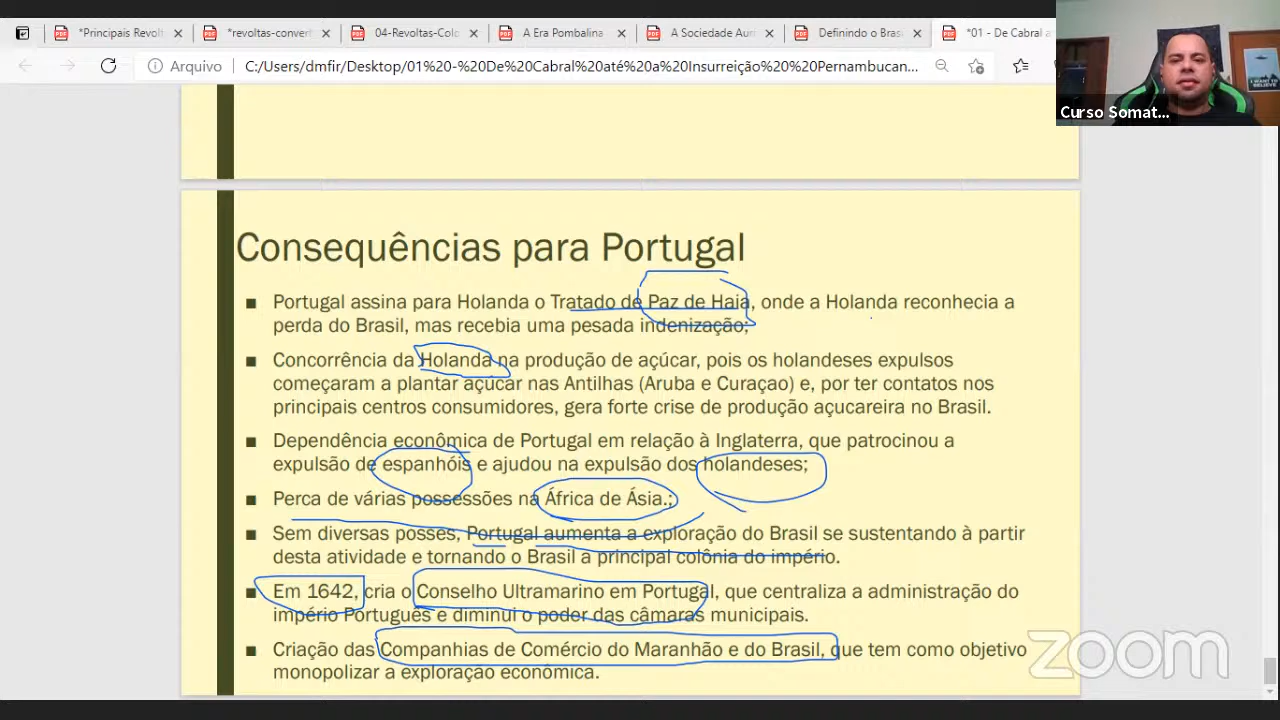 *Principais Revolt
*revoltas-convert
04-Revoltas-Colo
A Era Pombalina
A Sociedade Aum
Definindo o Bras
*01 - De Cabral a
Arquivo
C:/Users/dmfir/Desktop/01%20-%20De%20Cabral%20até%20a%20Insurreição%20%20Pernambucan...
I WANT TO BELIEVE
Curso Somat...
Consequências para Portugal
■ Portugal assina para Holanda o Tratado de Paz de Haia, onde a Holanda reconhecia a
perda do Brasil, mas recebia uma pesada indenização;
■ Concorrência da Holanda na produção de açúcar, pois os holandeses expulsos
começaram a plantar açúcar nas Antilhas (Aruba e Curaçao) e, por ter contatos nos
principais centros consumidores, gera forte crise de produção açucareira no Brasil.
■ Dependência econômica de Portugal em relação à Inglaterra, que patrocinou a
expulsão de espanhóis e ajudou na expulsão dos holandeses;
■ Perca de várias possessões na África de Ásia.;
■ Sem diversas posses, Portugal aumenta a exploração do Brasil se sustentando à partir
desta atividade e tornando o Brasil a principal colônia do império.
■ Em 1642, cria o Conselho Ultramarino em Portugal, que centraliza a administração do
império Português e diminui o poder das câmaras municipais.
■ Criação das Companhias de Comércio do Maranhão e do Brasil, que tem como objetivo
monopolizar a exploração econômica.
zoom